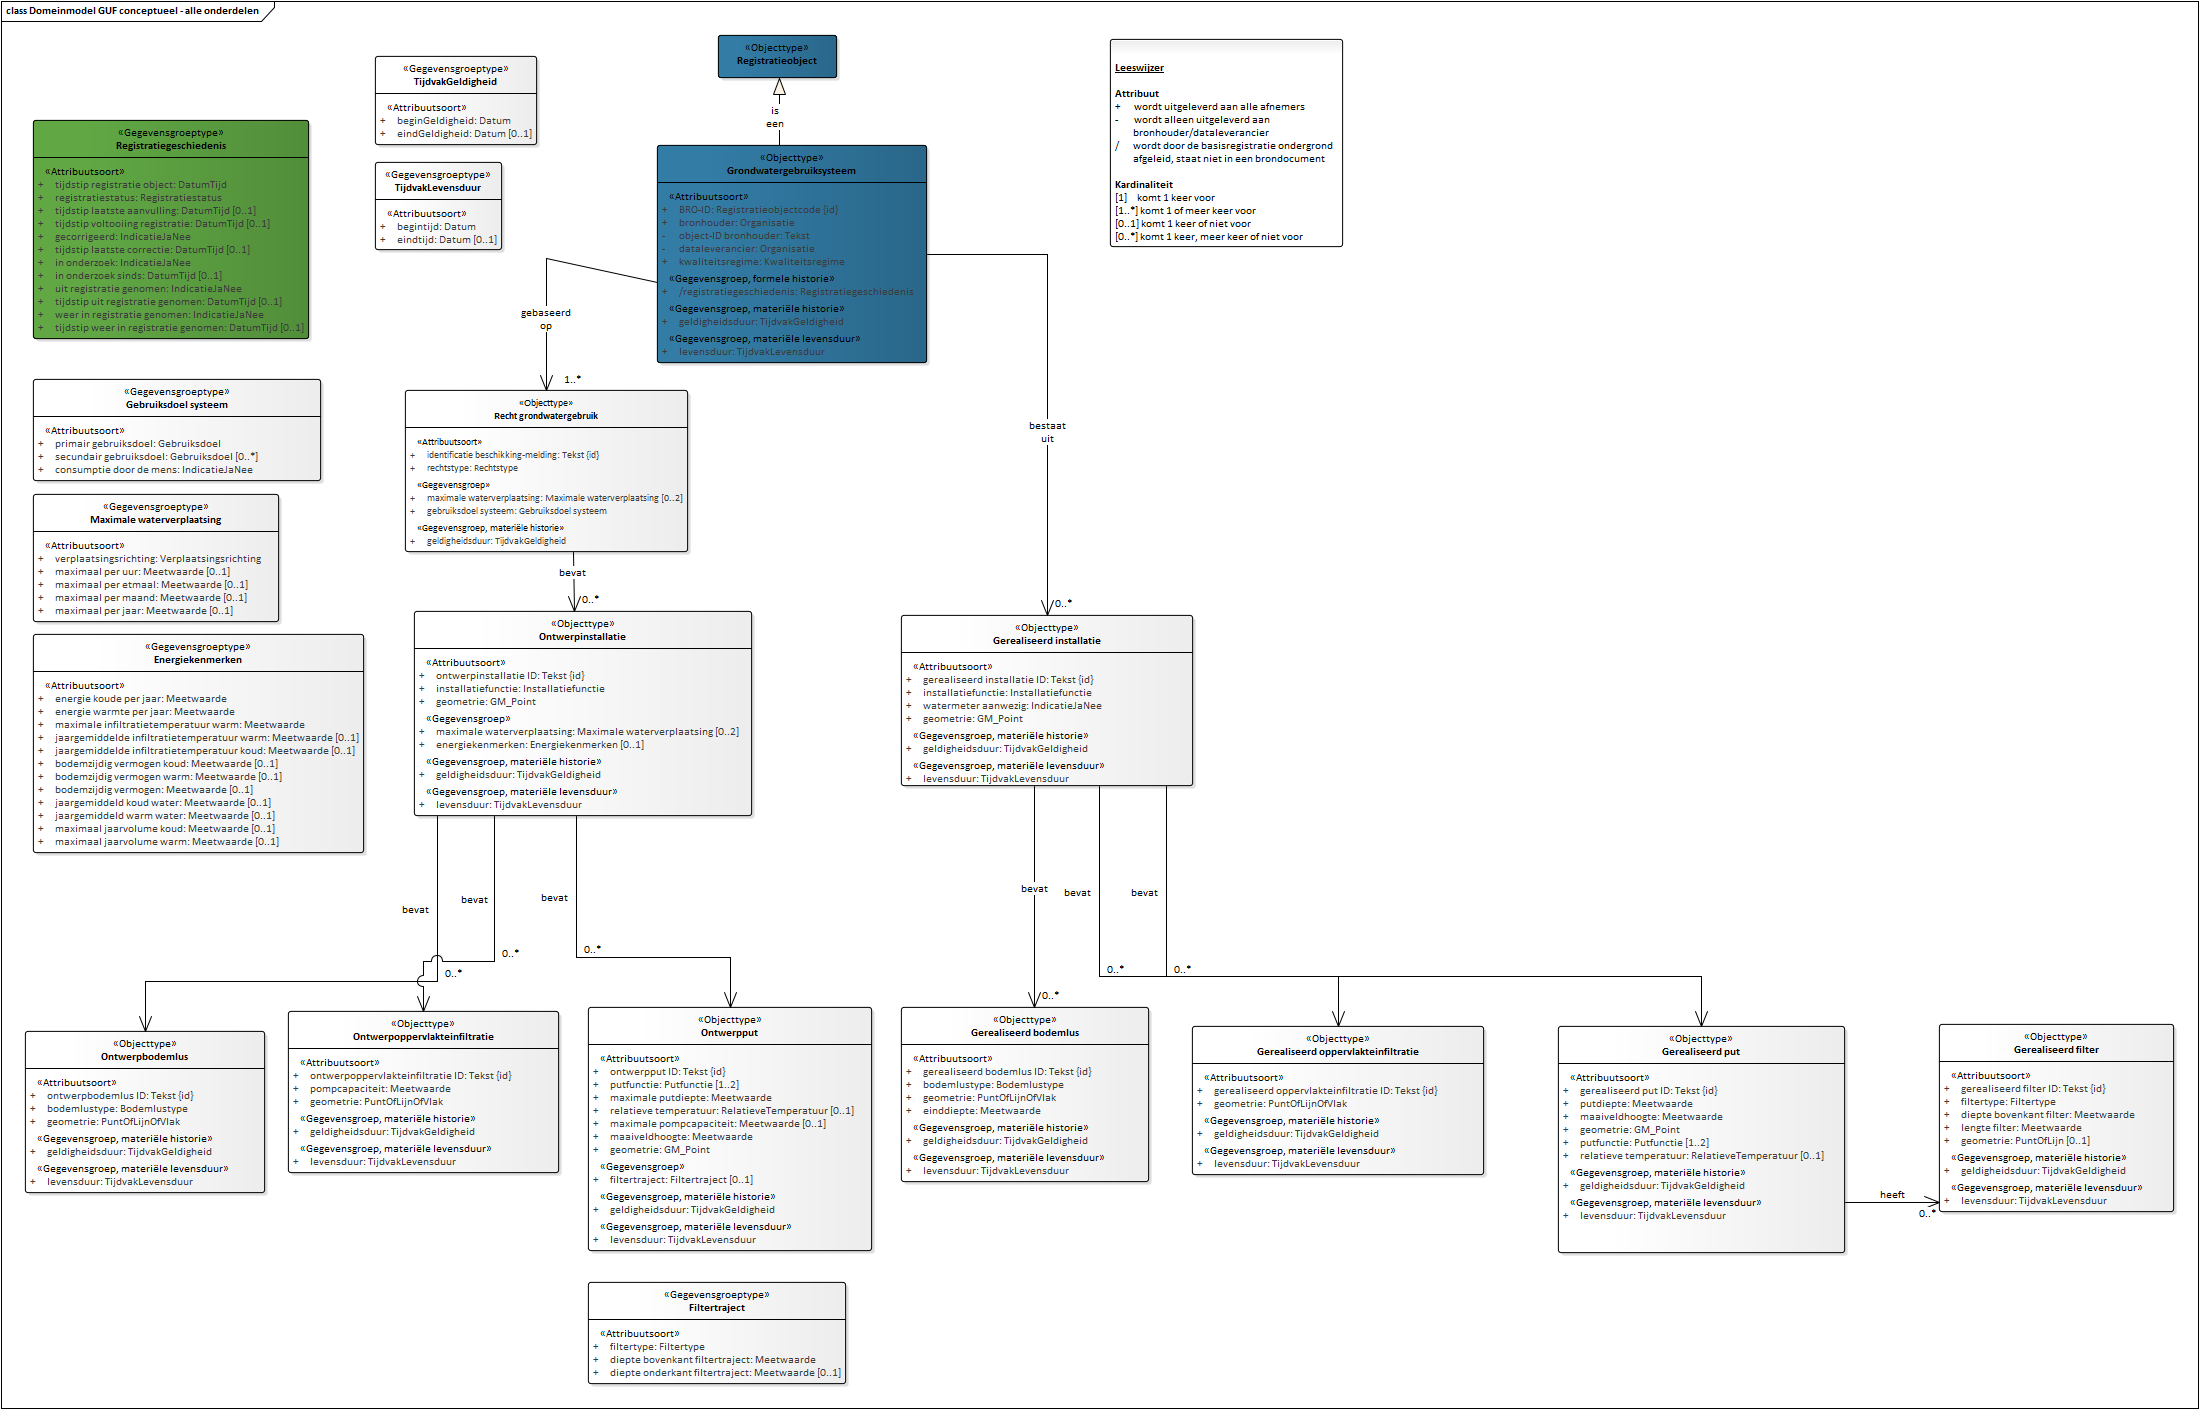 class Domeinmodel GUF conceptueel - alle onderdelen
«Objecttype»
Registratieobject
is
een
«Gegevensgroeptype»
TijdvakGeldigheid
«Attribuutsoort»
+ beginGeldigheid: Datum
+ eindGeldigheid: Datum [0..1]
«Gegevensgroeptype»
TijdvakLevensduur
«Attribuutsoort»
+ begintijd: Datum
+ eindtijd: Datum [0..1]
Leeswijzer
Attribuut
+ wordt uitgeleverd aan alle afnemers
- wordt alleen uitgeleverd aan
bronhouder/dataleverancier
/ wordt door de basisregistratie ondergrond
afgeleid, staat niet in een brondocument
Kardinaliteit
[1] komt 1 keer voor
[1..*] komt 1 of meer keer voor
[0..1] komt 1 keer of niet voor
[0..*] komt 1 keer, meer keer of niet voor
«Gegevensgroeptype»
Registratiegeschiedenis
«Attribuutsoort»
+ tijdstip registratie object: DatumTijd
+ registratiestatus: Registratiestatus
+ tijdstip laatste aanvulling: DatumTijd [0..1]
+ tijdstip voltooiing registratie: DatumTijd [0..1]
+ gecorrigeerd: IndicatieJaNee
+ tijdstip laatste correctie: DatumTijd [0..1]
+ in onderzoek: IndicatieJaNee
+ in onderzoek sinds: DatumTijd [0..1]
+ uit registratie genomen: IndicatieJaNee
+ tijdstip uit registratie genomen: DatumTijd [0..1]
+ weer in registratie genomen: IndicatieJaNee
+ tijdstip weer in registratie genomen: DatumTijd [0..1]
«Objecttype»
Grondwatergebruiksysteem
«Attribuutsoort»
+ BRO-ID: Registratieobjectcode {id}
+ bronhouder: Organisatie
- object-ID bronhouder: Tekst
- dataleverancier: Organisatie
+ kwaliteitsregime: Kwaliteitsregime
«Gegevensgroep, formele historie»
+ /registratiegeschiedenis: Registratiegeschiedenis
«Gegevensgroep, materiële historie»
+ geldigheidsduur: TijdvakGeldigheid
«Gegevensgroep, materiële levensduur»
+ levensduur: TijdvakLevensduur
gebaseerd
op
1..*
bestaat
uit
0..*
«Gegevensgroeptype»
Gebruiksdoel systeem
«Attribuutsoort»
+ primair gebruiksdoel: Gebruiksdoel
+ secundair gebruiksdoel: Gebruiksdoel [0..*]
+ consumptie door de mens: IndicatieJaNee
«Objecttype»
Recht grondwatergebruik
«Attribuutsoort»
+ identificatie beschikking-melding: Tekst {id}
+ rechtstype: Rechtstype
«Gegevensgroep»
+ maximale waterverplaatsing: Maximale waterverplaatsing [0..2]
+ gebruiksdoel systeem: Gebruiksdoel systeem
«Gegevensgroep, materiële historie»
+ geldigheidsduur: TijdvakGeldigheid
bevat
0..*
«Gegevensgroeptype»
Maximale waterverplaatsing
«Attribuutsoort»
+ verplaatsingsrichting: Verplaatsingsrichting
+ maximaal per uur: Meetwaarde [0..1]
+ maximaal per etmaal: Meetwaarde [0..1]
+ maximaal per maand: Meetwaarde [0..1]
+ maximaal per jaar: Meetwaarde [0..1]
«Gegevensgroeptype»
Energiekenmerken
«Attribuutsoort»
+ energie koude per jaar: Meetwaarde
+ energie warmte per jaar: Meetwaarde
+ maximale infiltratietemperatuur warm: Meetwaarde
+ jaargemiddelde infiltratietemperatuur warm: Meetwaarde [0..1]
+ jaargemiddelde infiltratietemperatuur koud: Meetwaarde [0..1]
+ bodemzijdig vermogen koud: Meetwaarde [0..1]
+ bodemzijdig vermogen warm: Meetwaarde [0..1]
+ bodemzijdig vermogen: Meetwaarde [0..1]
+ jaargemiddeld koud water: Meetwaarde [0..1]
+ jaargemiddeld warm water: Meetwaarde [0..1]
+ maximaal jaarvolume koud: Meetwaarde [0..1]
+ maximaal jaarvolume warm: Meetwaarde [0..1]
«Objecttype»
Ontwerpinstallatie
«Attribuutsoort»
+ ontwerpinstallatie ID: Tekst {id}
+ installatiefunctie: Installatiefunctie
+ geometrie: GM_Point
«Gegevensgroep»
+ maximale waterverplaatsing: Maximale waterverplaatsing [0..2]
+ energiekenmerken: Energiekenmerken [0..1]
«Gegevensgroep, materiële historie»
+ geldigheidsduur: TijdvakGeldigheid
«Gegevensgroep, materiële levensduur»
+ levensduur: TijdvakLevensduur
«Objecttype»
Gerealiseerd installatie
«Attribuutsoort»
+ gerealiseerd installatie ID: Tekst {id}
+ installatiefunctie: Installatiefunctie
+ watermeter aanwezig: IndicatieJaNee
+ geometrie: GM_Point
«Gegevensgroep, materiële historie»
+ geldigheidsduur: TijdvakGeldigheid
«Gegevensgroep, materiële levensduur»
+ levensduur: TijdvakLevensduur
bevat
bevat
bevat
bevat
bevat
bevat
0..*
0..*
0..*
0..*
0..*
0..*
«Objecttype»
Ontwerpbodemlus
«Attribuutsoort»
+ ontwerpbodemlus ID: Tekst {id}
+ bodemlustype: Bodemlustype
+ geometrie: PuntOfLijnOfVlak
«Gegevensgroep, materiële historie»
+ geldigheidsduur: TijdvakGeldigheid
«Gegevensgroep, materiële levensduur»
+ levensduur: TijdvakLevensduur
«Objecttype»
Ontwerpoppervlakteinfiltratie
«Attribuutsoort»
+ ontwerpoppervlakteinfiltratie ID: Tekst {id}
+ pompcapaciteit: Meetwaarde
+ geometrie: PuntOfLijnOfVlak
«Gegevensgroep, materiële historie»
+ geldigheidsduur: TijdvakGeldigheid
«Gegevensgroep, materiële levensduur»
+ levensduur: TijdvakLevensduur
«Objecttype»
Ontwerpput
«Attribuutsoort»
+ ontwerpput ID: Tekst {id}
+ putfunctie: Putfunctie [1..2]
+ maximale putdiepte: Meetwaarde
+ relatieve temperatuur: RelatieveTemperatuur [0..1]
+ maximale pompcapaciteit: Meetwaarde [0..1]
+ maaiveldhoogte: Meetwaarde
+ geometrie: GM_Point
«Gegevensgroep»
+ filtertraject: Filtertraject [0..1]
«Gegevensgroep, materiële historie»
+ geldigheidsduur: TijdvakGeldigheid
«Gegevensgroep, materiële levensduur»
+ levensduur: TijdvakLevensduur
«Objecttype»
Gerealiseerd bodemlus
«Attribuutsoort»
+ gerealiseerd bodemlus ID: Tekst {id}
+ bodemlustype: Bodemlustype
+ geometrie: PuntOfLijnOfVlak
+ einddiepte: Meetwaarde
«Gegevensgroep, materiële historie»
+ geldigheidsduur: TijdvakGeldigheid
«Gegevensgroep, materiële levensduur»
+ levensduur: TijdvakLevensduur
«Objecttype»
Gerealiseerd oppervlakteinfiltratie
«Attribuutsoort»
+ gerealiseerd oppervlakteinfiltratie ID: Tekst {id}
+ geometrie: PuntOfLijnOfVlak
«Gegevensgroep, materiële historie»
+ geldigheidsduur: TijdvakGeldigheid
«Gegevensgroep, materiële levensduur»
+ levensduur: TijdvakLevensduur
«Objecttype»
Gerealiseerd put
«Attribuutsoort»
+ gerealiseerd put ID: Tekst {id}
+ putdiepte: Meetwaarde
+ maaiveldhoogte: Meetwaarde
+ geometrie: GM_Point
+ putfunctie: Putfunctie [1..2]
+ relatieve temperatuur: RelatieveTemperatuur [0..1]
«Gegevensgroep, materiële historie»
+ geldigheidsduur: TijdvakGeldigheid
«Gegevensgroep, materiële levensduur»
+ levensduur: TijdvakLevensduur
heeft
0..*
«Objecttype»
Gerealiseerd filter
«Attribuutsoort»
+ gerealiseerd filter ID: Tekst {id}
+ filtertype: Filtertype
+ diepte bovenkant filter: Meetwaarde
+ lengte filter: Meetwaarde
+ geometrie: PuntOfLijn [0..1]
«Gegevensgroep, materiële historie»
+ geldigheidsduur: TijdvakGeldigheid
«Gegevensgroep, materiële levensduur»
+ levensduur: TijdvakLevensduur
«Gegevensgroeptype»
Filtertraject
«Attribuutsoort»
+ filtertype: Filtertype
+ diepte bovenkant filtertraject: Meetwaarde
+ diepte onderkant filtertraject: Meetwaarde [0..1]